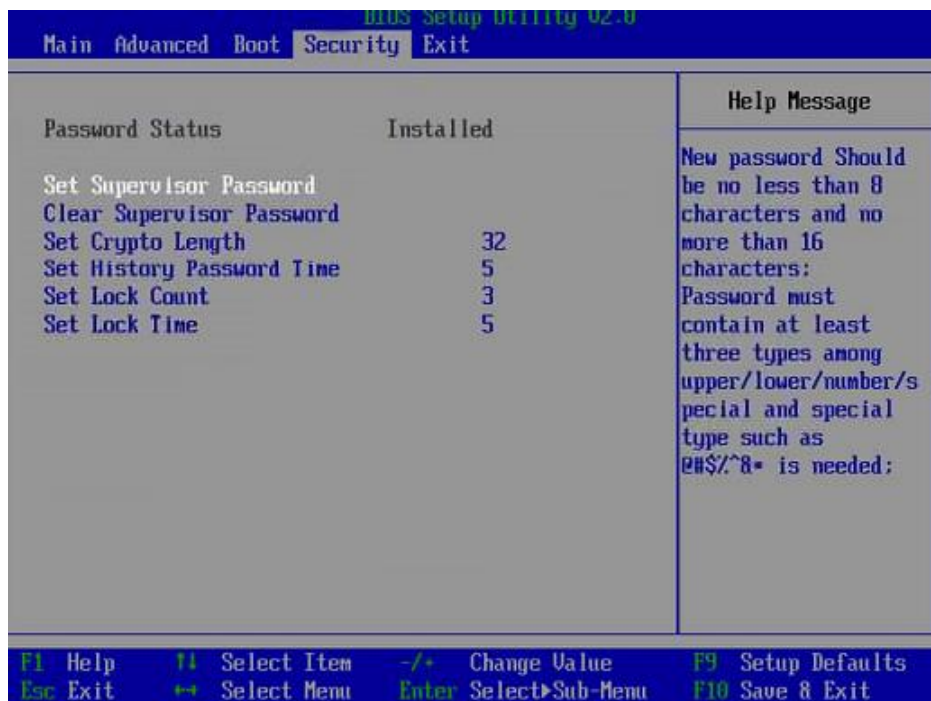 BIOS Setup Utility V2.0
Main Advanced Boot Security Exit
Password Status Installed
Set Supervisor Password
Clear Supervisor Password
Set Crypto Length 32
Set History Password Time 5
Set Lock Count 3
Set Lock Time 5
Help Message
New password Should
be no less than 8
characters and no
more than 16
characters;
Password must
contain at least
three types among
upper/lower/number/s
pecial and special
type such as
@#$%^&* is needed;
F1 Help ↑↓ Select Item -/+ Change Value F9 Setup Defaults
Esc Exit ↔ Select Menu Enter Select▶Sub-Menu F10 Save & Exit